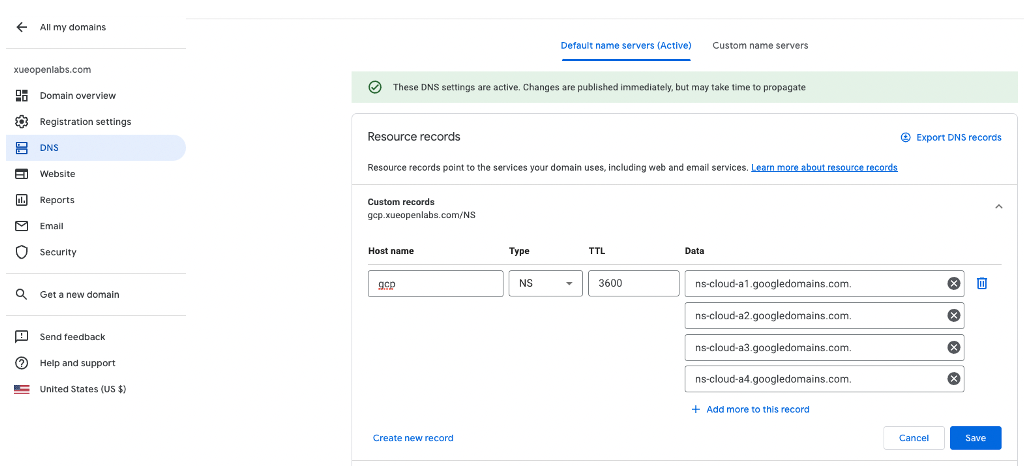 All my domains
xueopenlabs.com
Domain overview
Registration settings
DNS
Website
Reports
Email
Security
Get a new domain
Send feedback
Help and support
United States (US $)
Default name servers (Active) Custom name servers
These DNS settings are active. Changes are published immediately, but may take time to propagate
Resource records Export DNS records
Resource records point to the services your domain uses, including web and email services. Learn more about resource records
Custom records
gcp.xueopenlabs.com/NS
Host name Type TTL Data
gcp NS 3600 ns-cloud-a1.googledomains.com.
ns-cloud-a2.googledomains.com.
ns-cloud-a3.googledomains.com.
ns-cloud-a4.googledomains.com.
+ Add more to this record
Create new record Cancel Save